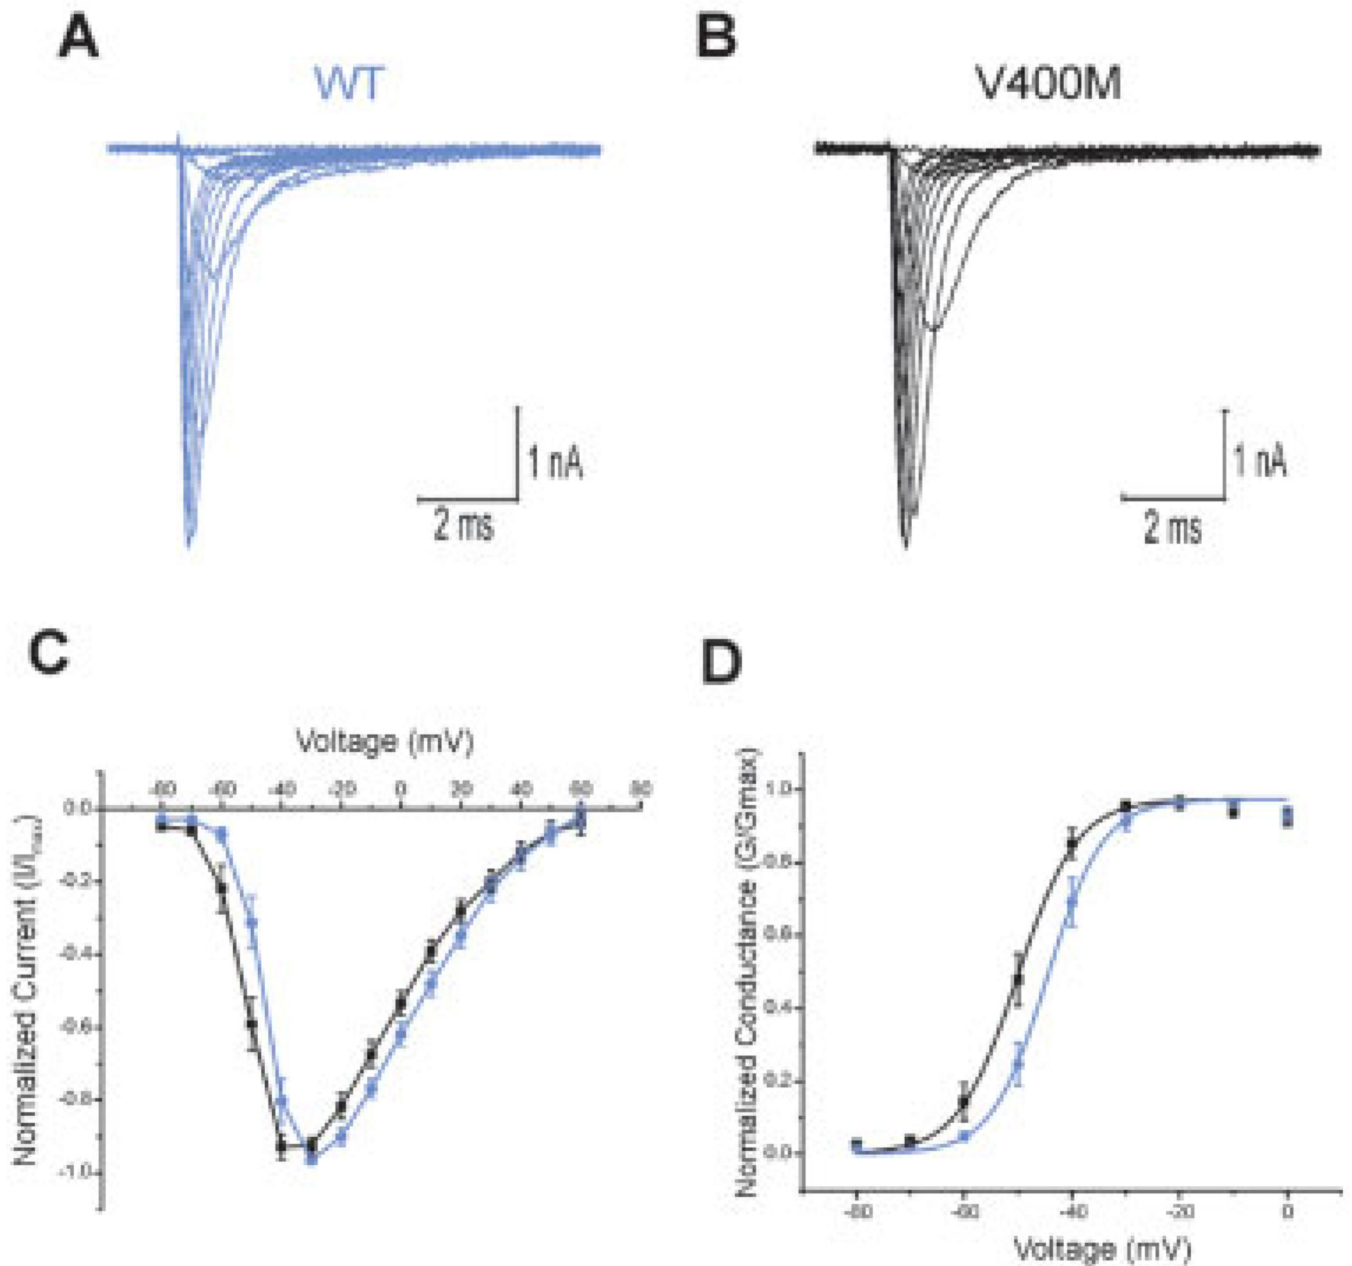 A
B
WT
V400M
1 nA
2 ms
1 nA
2 ms
C
D
Voltage (mV)
-80 -60 -40 -20 0 20 40 60 80
0.0
-0.2
-0.4
-0.6
-0.8
-1.0
Normalized Current (I/Imax)
1.0
0.8
0.6
0.4
0.2
0.0
Normalized Conductance (G/Gmax)
-80 -60 -40 -20 0
Voltage (mV)